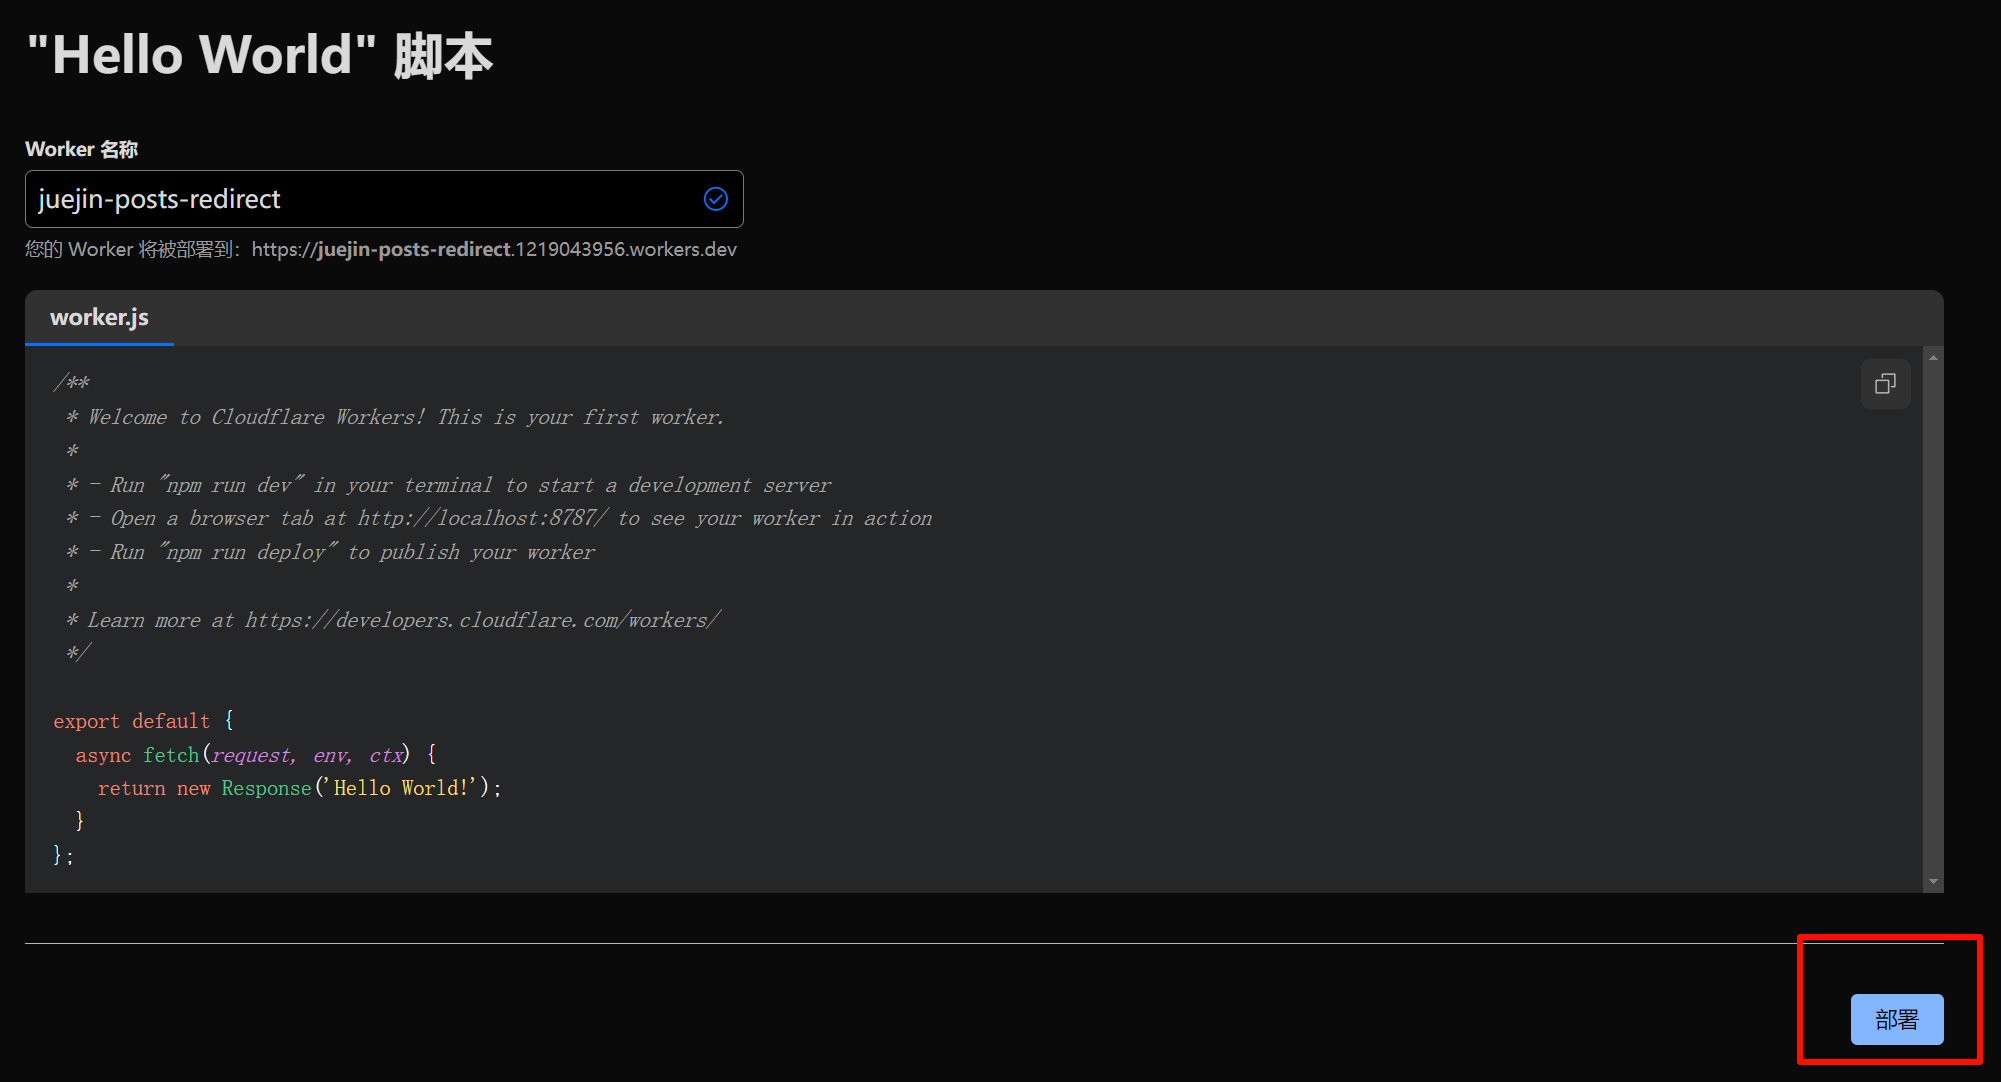 "Hello World" 脚本
Worker 名称
juejin-posts-redirect
您的 Worker 将被部署到：https://juejin-posts-redirect.1219043956.workers.dev
worker.js
/**
 * Welcome to Cloudflare Workers! This is your first worker.
 *
 * - Run "npm run dev" in your terminal to start a development server
 * - Open a browser tab at http://localhost:8787/ to see your worker in action
 * - Run "npm run deploy" to publish your worker
 *
 * Learn more at https://developers.cloudflare.com/workers/
 */
export default {
  async fetch(request, env, ctx) {
    return new Response('Hello World!');
  }
};
部署